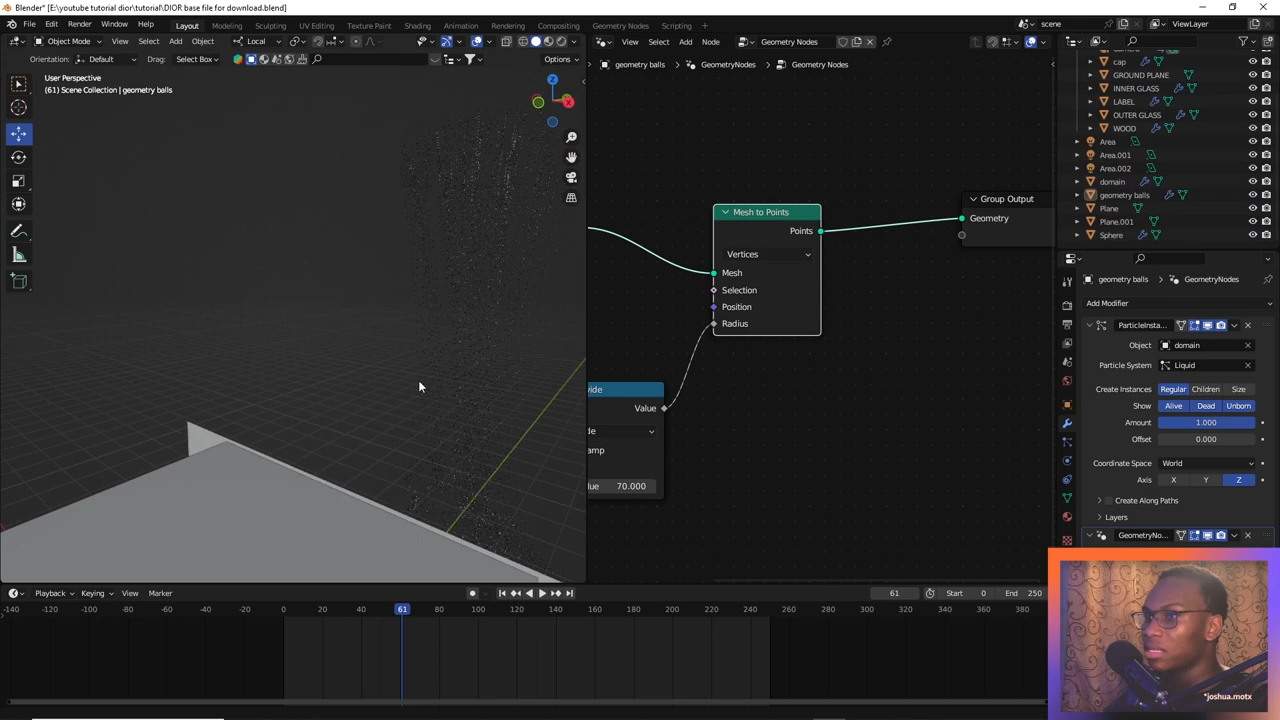 Blender* [E:\youtube tutorial dior\tutorial\DIOR base file for download.blend]
File Edit Render Window Help
Layout Modeling Sculpting UV Editing Texture Paint Shading Animation Rendering Compositing Geometry Nodes Scripting
scene ViewLayer
Object Mode View Select Add Object Local
View Select Add Node Geometry Nodes
Orientation: Default Drag: Select Box Options
User Perspective
(61) Scene Collection | geometry balls
Z
X
geometry balls GeometryNodes Geometry Nodes
Mesh to Points
Points
Vertices
Mesh
Selection
Position
Radius
Group Output
Geometry
Value
70.000
cap
GROUND PLANE
INNER GLASS
LABEL
OUTER GLASS
WOOD
Area
Area.001
Area.002
domain
geometry balls
Plane
Plane.001
Sphere
geometry balls GeometryNodes
Add Modifier
ParticleInsta...
Object domain
Particle System Liquid
Create Instances Regular Children Size
Show Alive Dead Unborn
Amount 1.000
Offset 0.000
Coordinate Space World
Axis X Y Z
Create Along Paths
Layers
GeometryNo...
Playback Keying View Marker 61 Start 0 End 250
-140 -120 -100 -80 -60 -40 -20 0 20 40 61 80 100 120 140 160 180 200 220 240 260 280 300 320 340 360 380
*joshua.motx